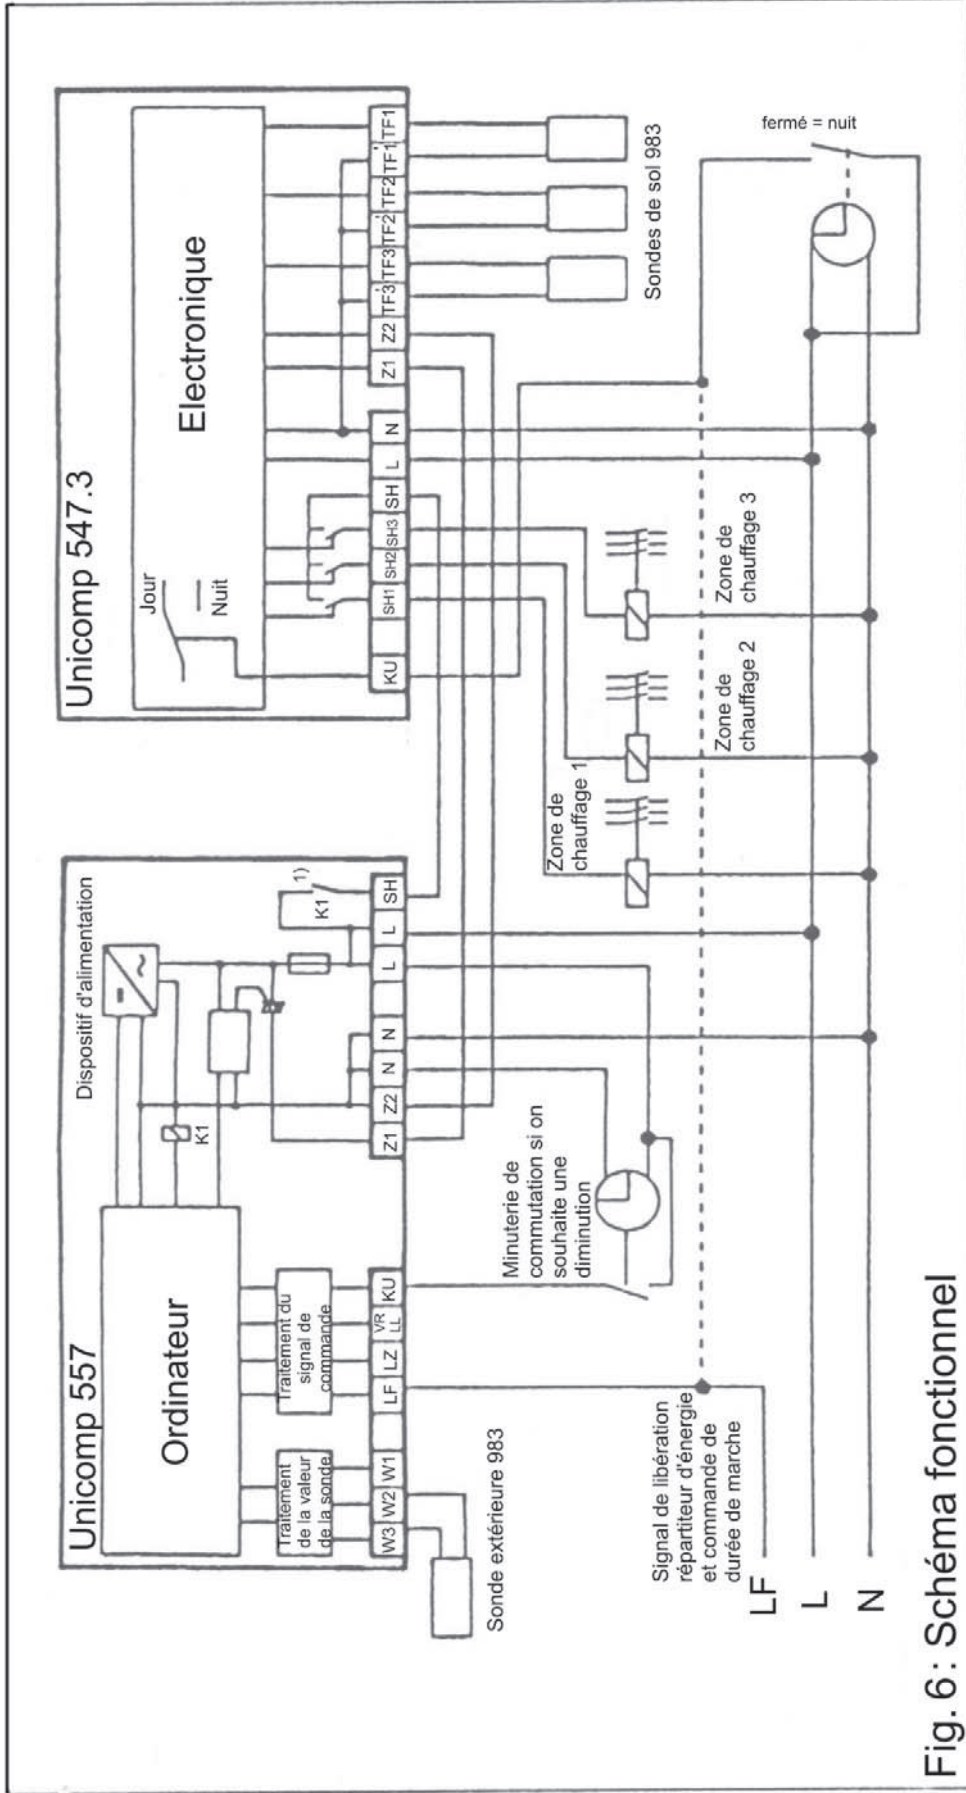 Unicomp 557
Ordinateur
Dispositif d'alimentation
K1
K1
1)
Traitement
de la valeur
de la sonde
Traitement du
signal de
commande
W3
W2
W1
LF
LZ
VR
LL
KU
Z1
Z2
N
N
L
L
SH
Sonde extérieure 983
Minuterie de
commutation si on
souhaite une
diminution
Signal de libération
répartiteur d'énergie
et commande de
durée de marche
LF
L
N
Unicomp 547.3
Electronique
Jour
Nuit
KU
SH1
SH2
SH3
SH
L
N
Z1
Z2
TF3'
TF3
TF2'
TF2
TF1'
TF1
Zone de
chauffage 1
Zone de
chauffage 2
Zone de
chauffage 3
Sondes de sol 983
fermé = nuit
Fig. 6 : Schéma fonctionnel